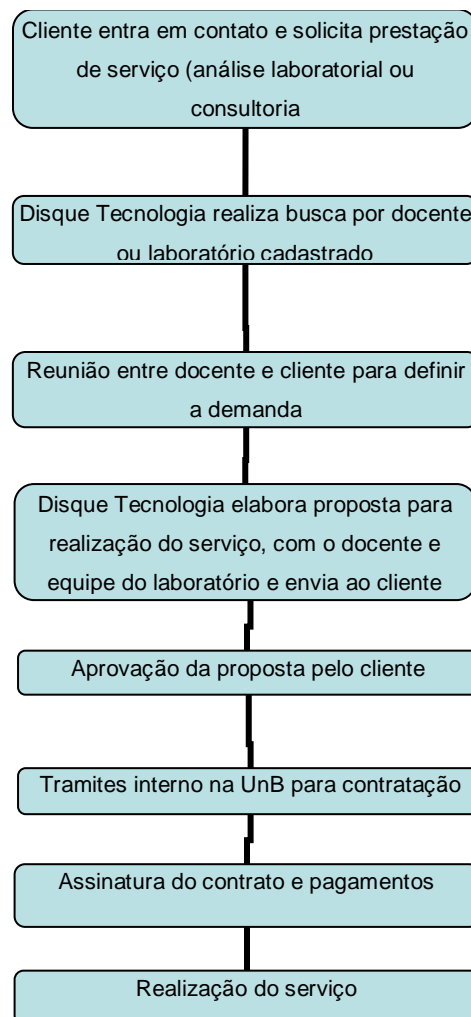 Cliente entra em contato e solicita prestação
de serviço (análise laboratorial ou
consultoria
Disque Tecnologia realiza busca por docente
ou laboratório cadastrado
Reunião entre docente e cliente para definir
a demanda
Disque Tecnologia elabora proposta para
realização do serviço, com o docente e
equipe do laboratório e envia ao cliente
Aprovação da proposta pelo cliente
Tramites interno na UnB para contratação
Assinatura do contrato e pagamentos
Realização do serviço